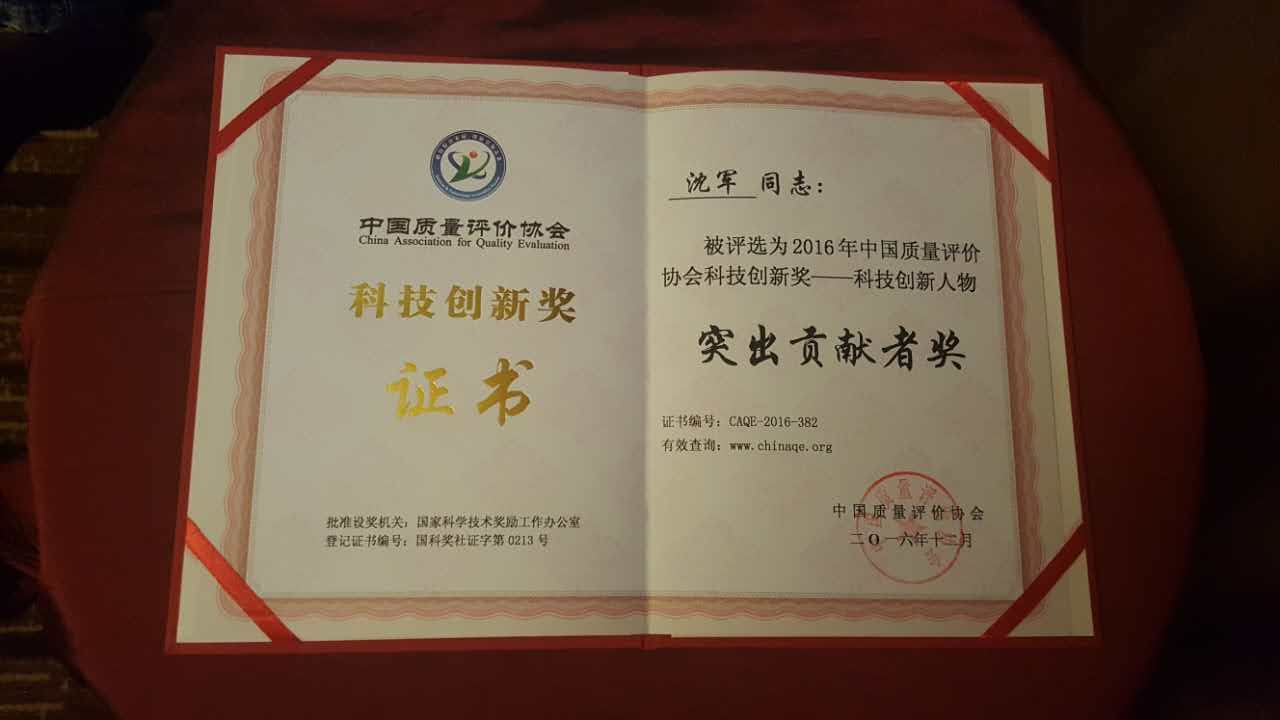 中国质量评价协会
China Association for Quality Evaluation
科技创新奖
证书
批准设奖机关：国家科学技术奖励工作办公室
登记证书编号：国科奖社证字第0213号
沈军 同志：
被评选为2016年中国质量评价
协会科技创新奖——科技创新人物
突出贡献者奖
证书编号：CAQE-2016-382
有效查询：www.chinaqe.org
中国质量评价协会
二O一六年十二月